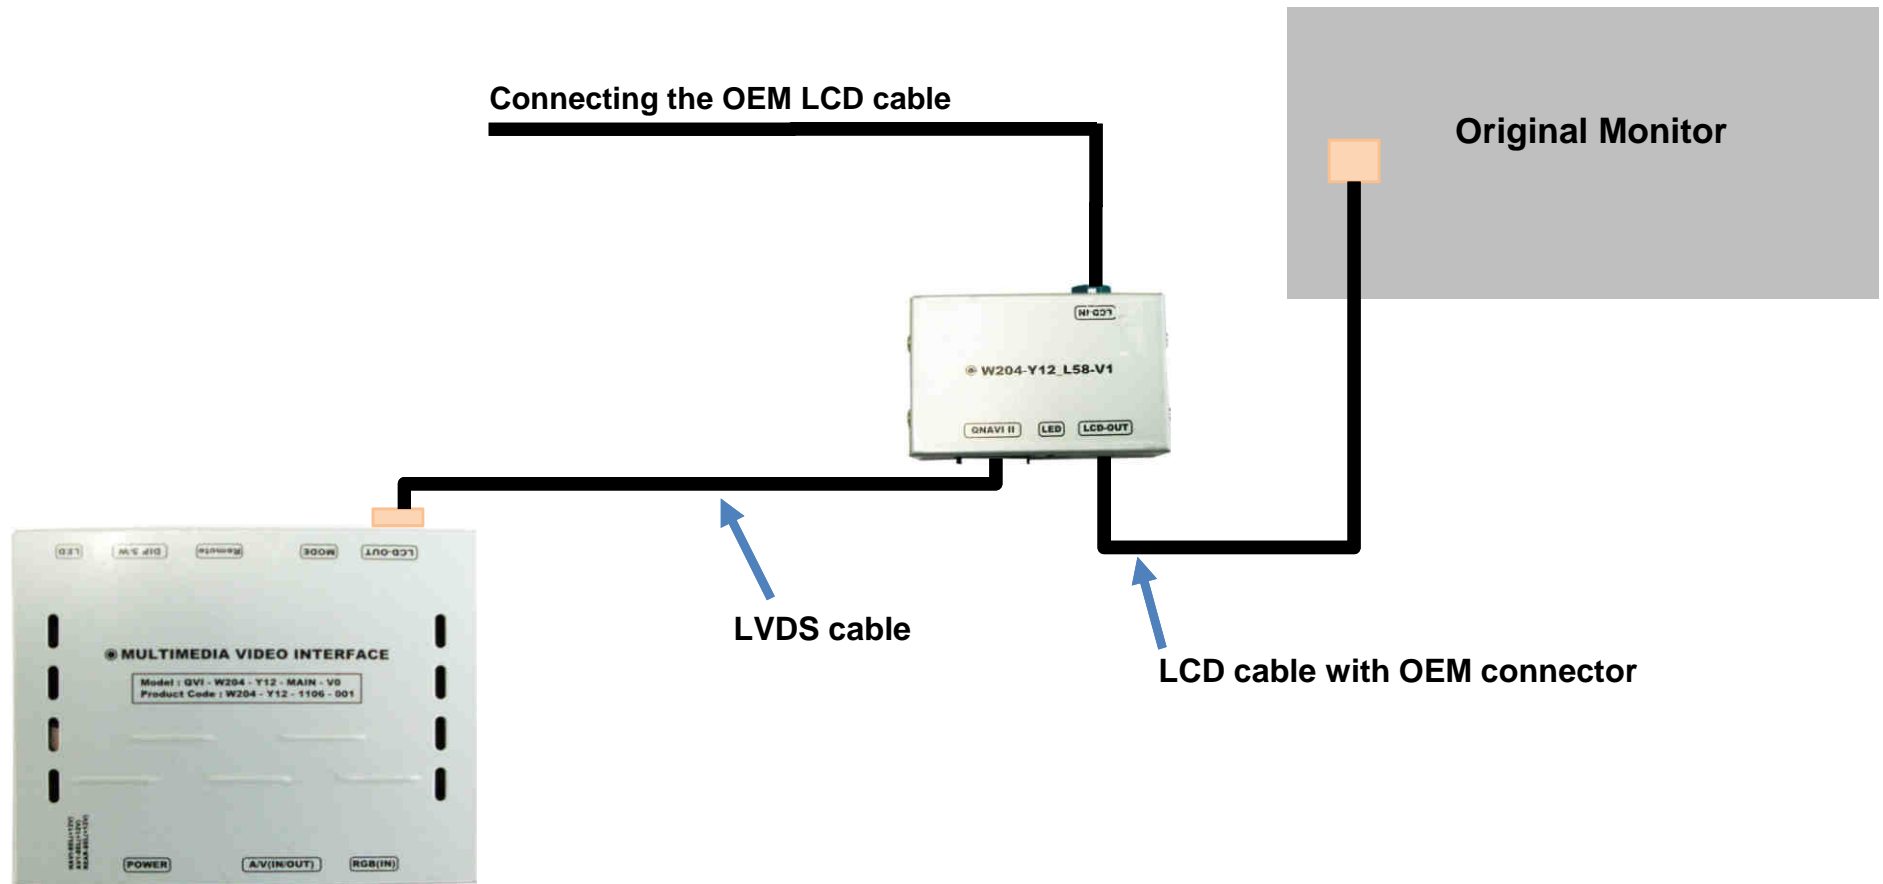 Connecting the OEM LCD cable
Original Monitor
LCD-IN
W204-Y12_L58-V1
QNAVI II LED LCD-OUT
LED DIP S/W Remote MODE LCD-OUT
LVDS cable
LCD cable with OEM connector
MULTIMEDIA VIDEO INTERFACE
Model : QVI - W204 - Y12 - MAIN - V0
Product Code : W204 - Y12 - 1106 - 001
POWER A/V(IN/OUT) RGB(IN)